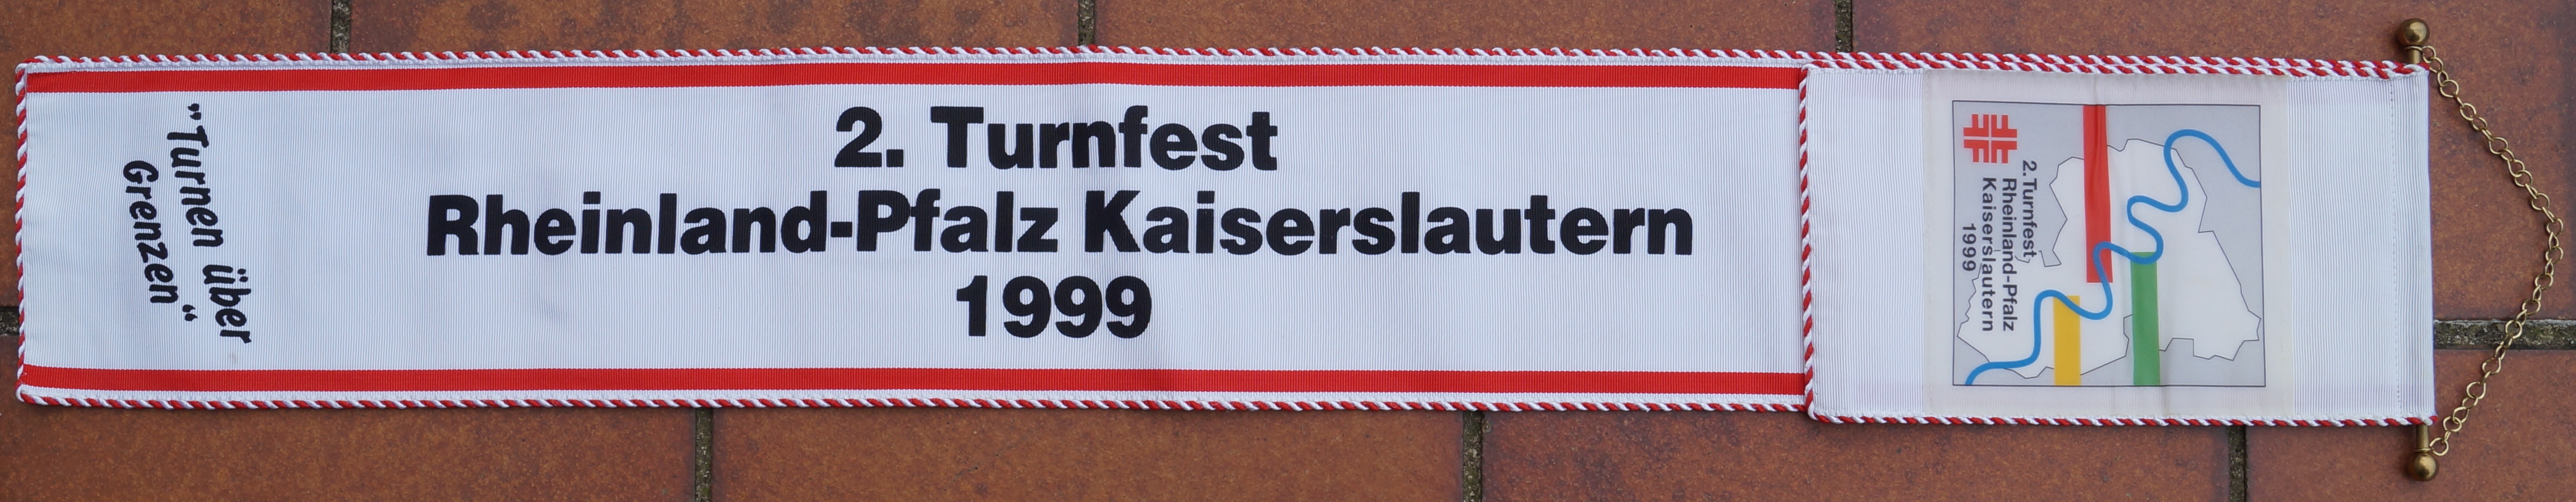 „Turnen über
Grenzen“
2. Turnfest
Rheinland-Pfalz Kaiserslautern
1999
2. Turnfest
Rheinland-Pfalz
Kaiserslautern
1999